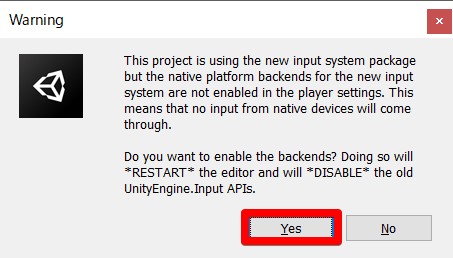 Warning
This project is using the new input system package
but the native platform backends for the new input
system are not enabled in the player settings. This
means that no input from native devices will come
through.
Do you want to enable the backends? Doing so will
*RESTART* the editor and will *DISABLE* the old
UnityEngine.Input APIs.
Yes
No